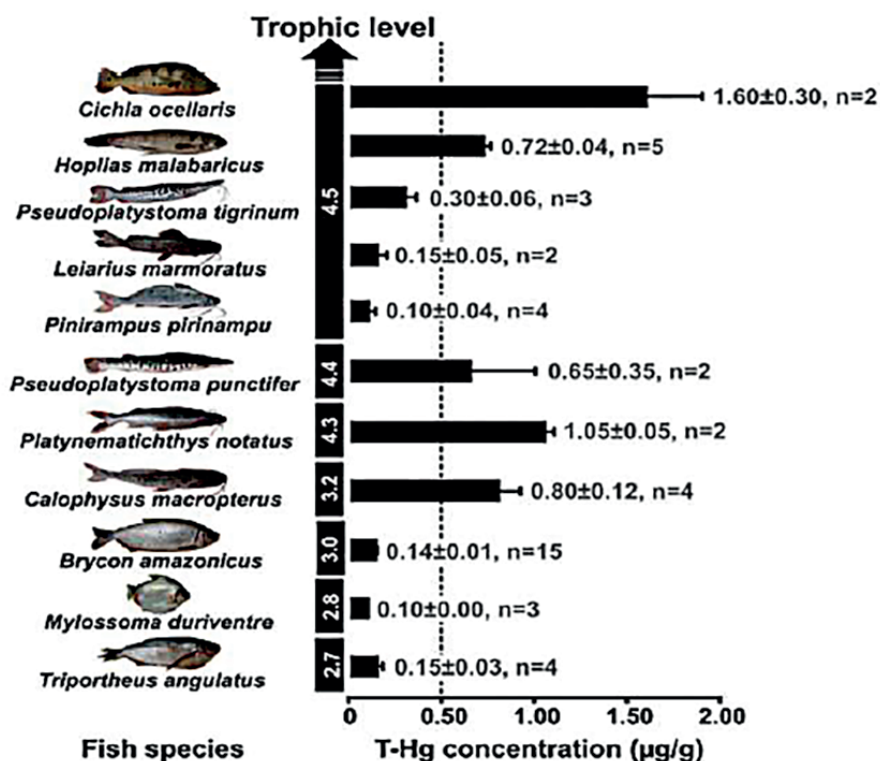 Trophic level
Cichla ocellaris
1.60±0.30, n=2
Hoplias malabaricus
0.72±0.04, n=5
Pseudoplatystoma tigrinum
0.30±0.06, n=3
4.5
Leiarius marmoratus
0.15±0.05, n=2
Pinirampus pirinampu
0.10±0.04, n=4
Pseudoplatystoma punctifer
4.4
0.65±0.35, n=2
Platynematichthys notatus
4.3
1.05±0.05, n=2
Calophysus macropterus
3.2
0.80±0.12, n=4
Brycon amazonicus
3.0
0.14±0.01, n=15
Mylossoma duriventre
2.8
0.10±0.00, n=3
Triportheus angulatus
2.7
0.15±0.03, n=4
0 0.50 1.00 1.50 2.00
Fish species
T-Hg concentration (µg/g)